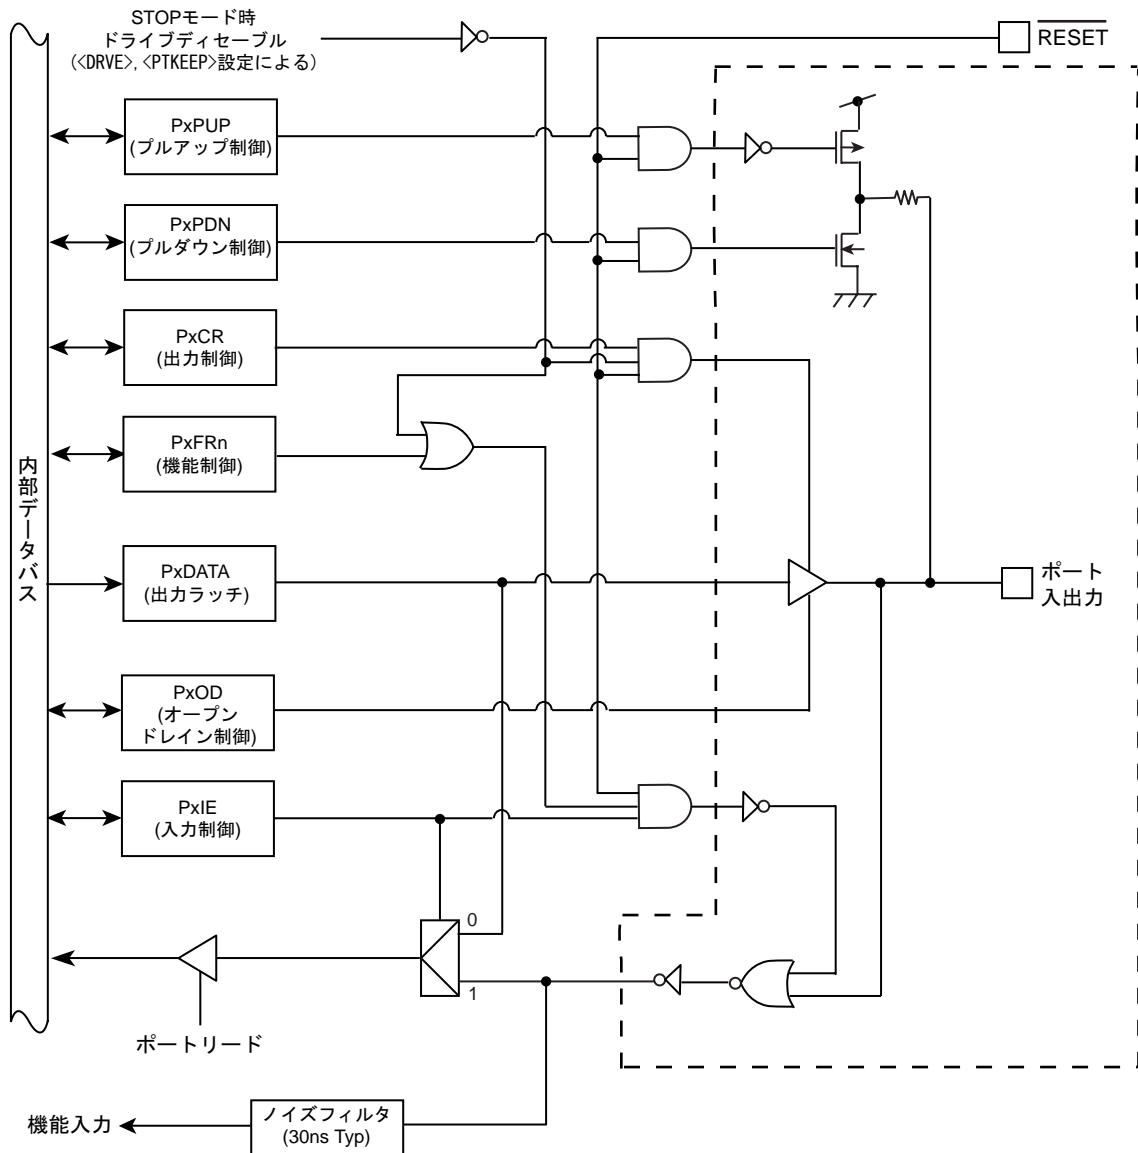 STOPモード時
ドライブディセーブル
(<DRVE>, <PTKEEP>設定による)
RESET
PxPUP
(プルアップ制御)
PxPDN
(プルダウン制御)
PxCR
(出力制御)
PxFRn
(機能制御)
内部データバス
PxDATA
(出力ラッチ)
ポート
入出力
PxOD
(オープン
ドレイン制御)
PxIE
(入力制御)
0
1
ポートリード
機能入力
ノイズフィルタ
(30ns Typ)